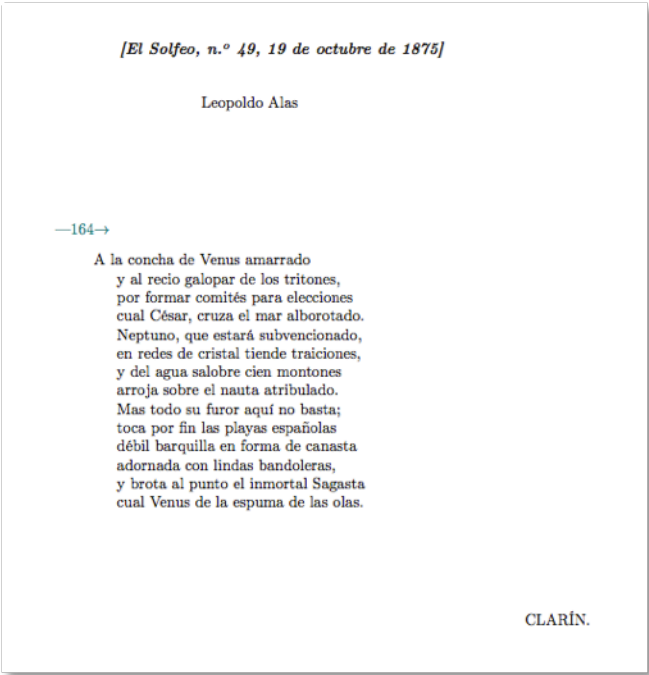 [El Solfeo, n.º 49, 19 de octubre de 1875]
Leopoldo Alas
—164→
A la concha de Venus amarrado
y al recio galopar de los tritones,
por formar comités para elecciones
cual César, cruza el mar alborotado.
Neptuno, que estará subvencionado,
en redes de cristal tiende traiciones,
y del agua salobre cien montones
arroja sobre el nauta atribulado.
Mas todo su furor aquí no basta;
toca por fin las playas españolas
débil barquilla en forma de canasta
adornada con lindas bandoleras,
y brota al punto el inmortal Sagasta
cual Venus de la espuma de las olas.
CLARÍN.